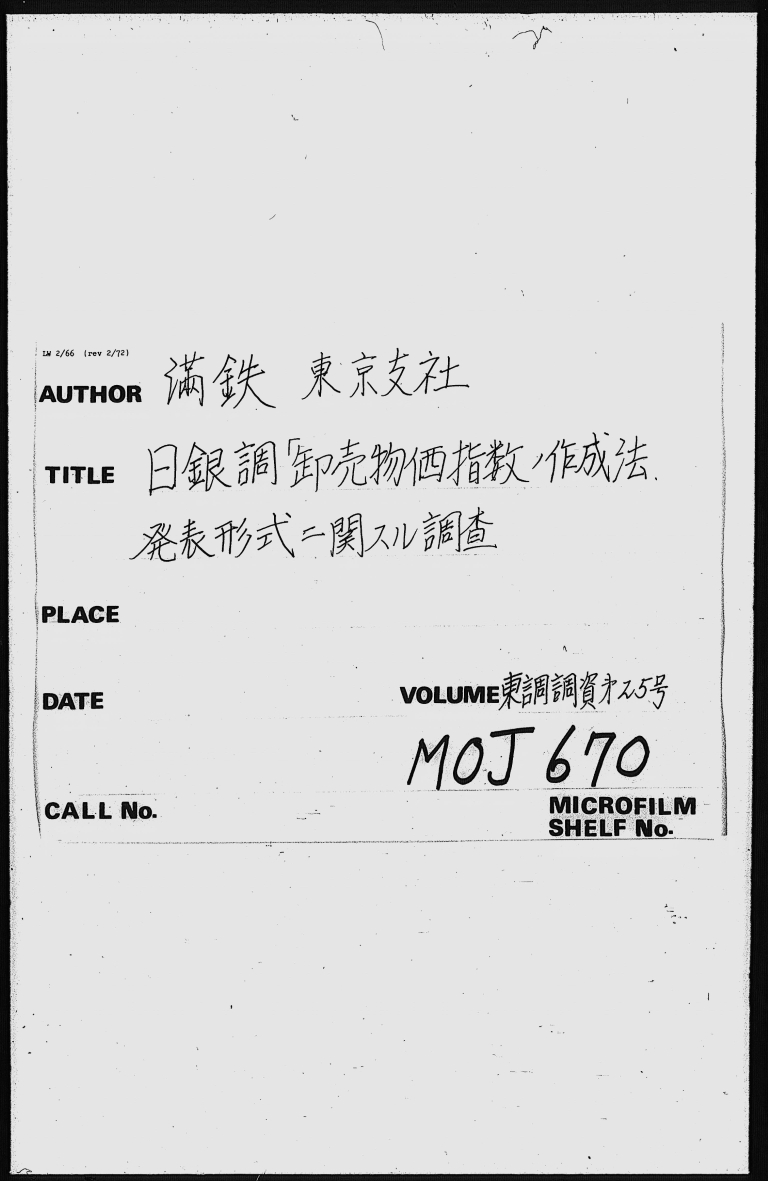 LW 2/66 (rev 2/72)
AUTHOR 満鉄 東京支社
TITLE 日銀調「卸売物価指数ノ作成法.
発表形式ニ関スル調査
PLACE
DATE
VOLUME 東調調資才25号
MOJ 670
CALL No.
MICROFILM
SHELF No.